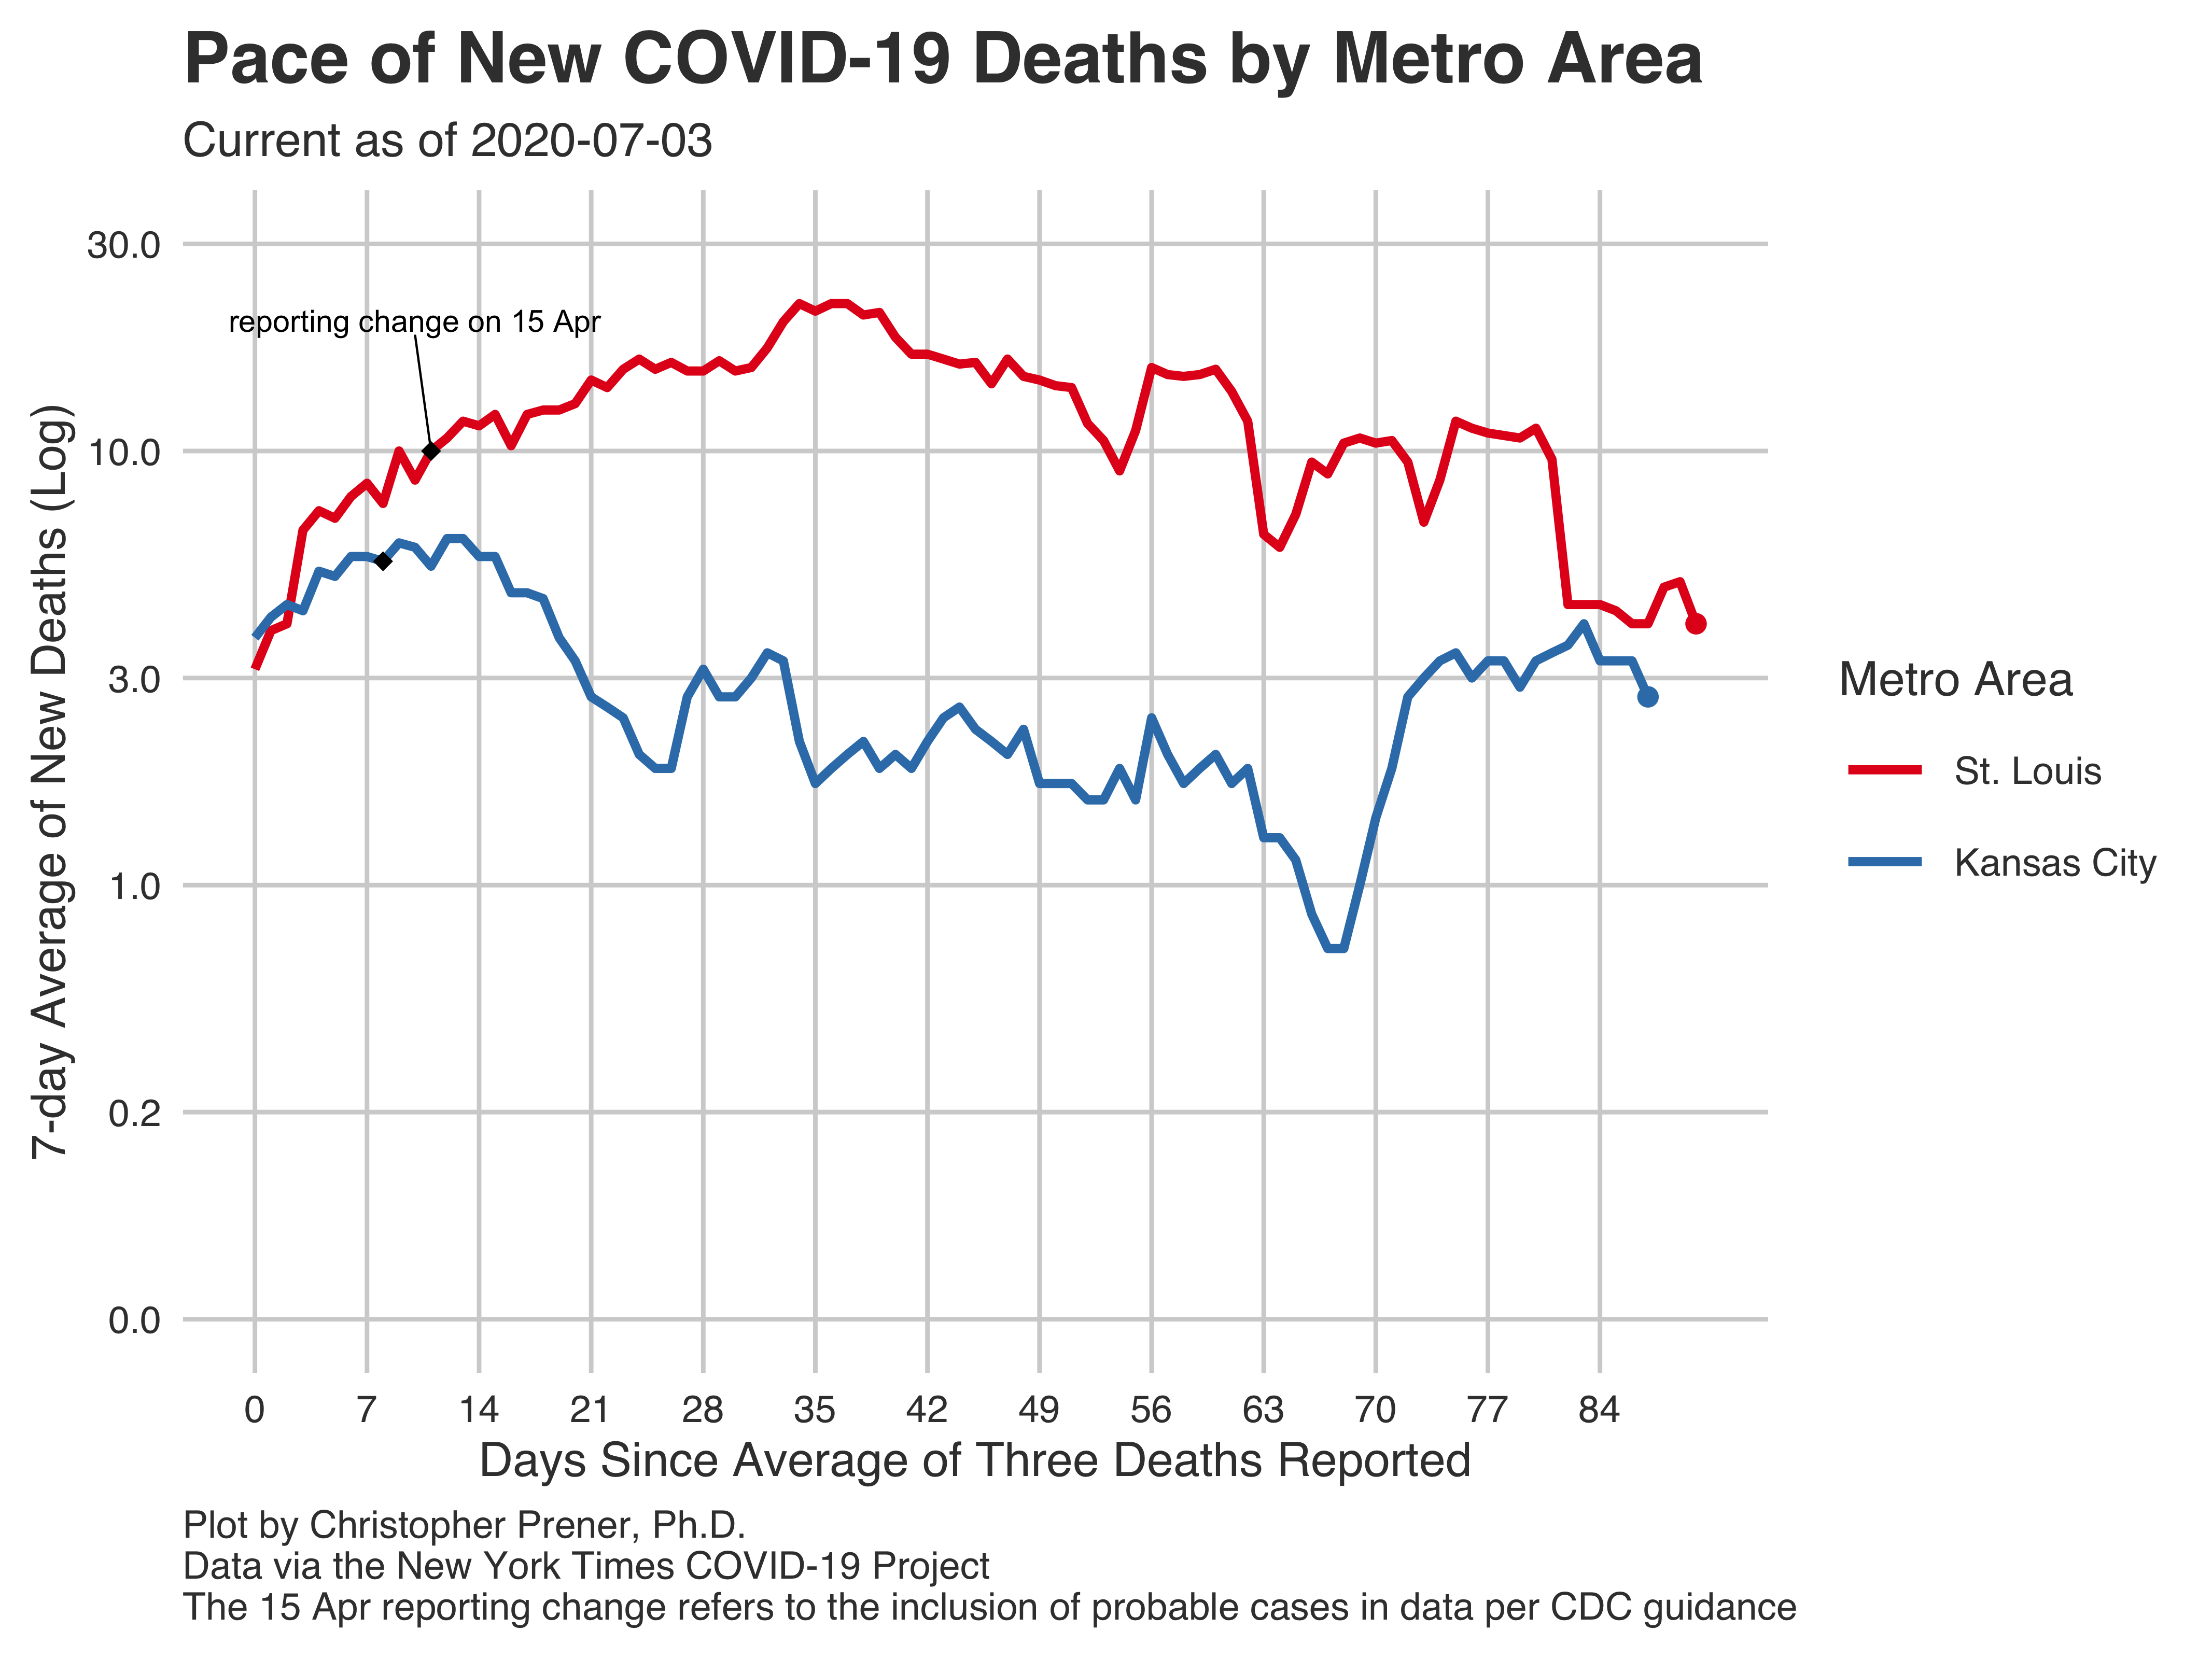 Pace of New COVID-19 Deaths by Metro Area
Current as of 2020-07-03
7-day Average of New Deaths (Log)
30.0
10.0
3.0
1.0
0.2
0.0
reporting change on 15 Apr
0 7 14 21 28 35 42 49 56 63 70 77 84
Days Since Average of Three Deaths Reported
Metro Area
St. Louis
Kansas City
Plot by Christopher Prener, Ph.D.
Data via the New York Times COVID-19 Project
The 15 Apr reporting change refers to the inclusion of probable cases in data per CDC guidance